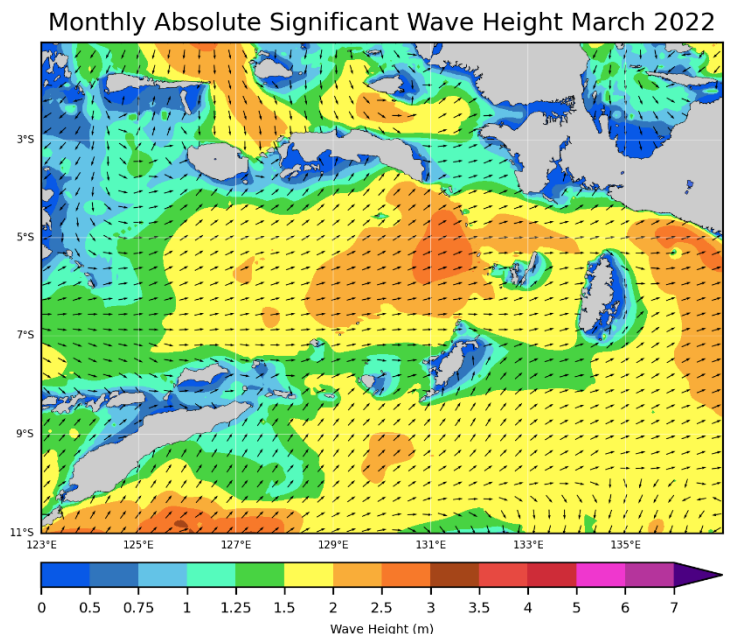 Monthly Absolute Significant Wave Height March 2022
3°S
5°S
7°S
9°S
11°S
123°E 125°E 127°E 129°E 131°E 133°E 135°E
0 0.5 0.75 1 1.25 1.5 2 2.5 3 3.5 4 5 6 7
Wave Height (m)